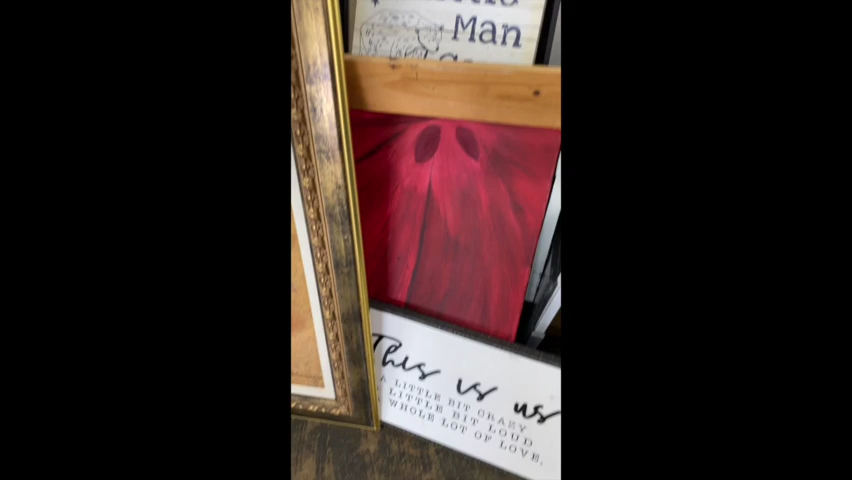 Man
This is us
A LITTLE BIT CRAZY
A LITTLE BIT LOUD
WHOLE LOT OF LOVE.